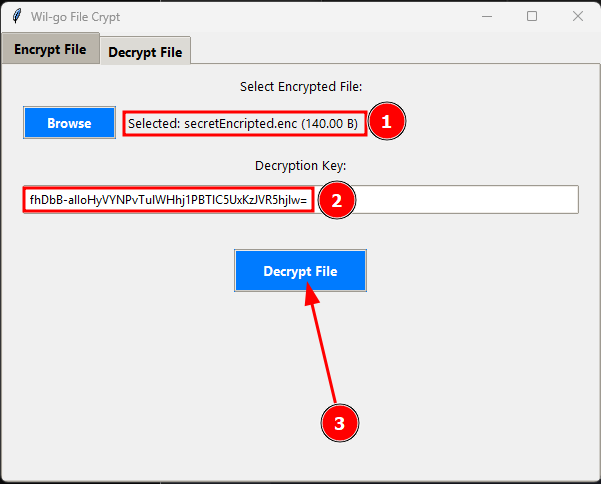 Wil-go File Crypt
Encrypt File
Decrypt File
Select Encrypted File:
Browse
Selected: secretEncripted.enc (140.00 B)
1
Decryption Key:
fhDbB-alloHyVYNPvTulWHhj1PBTlC5UxKzJVR5hjlw=
2
Decrypt File
3